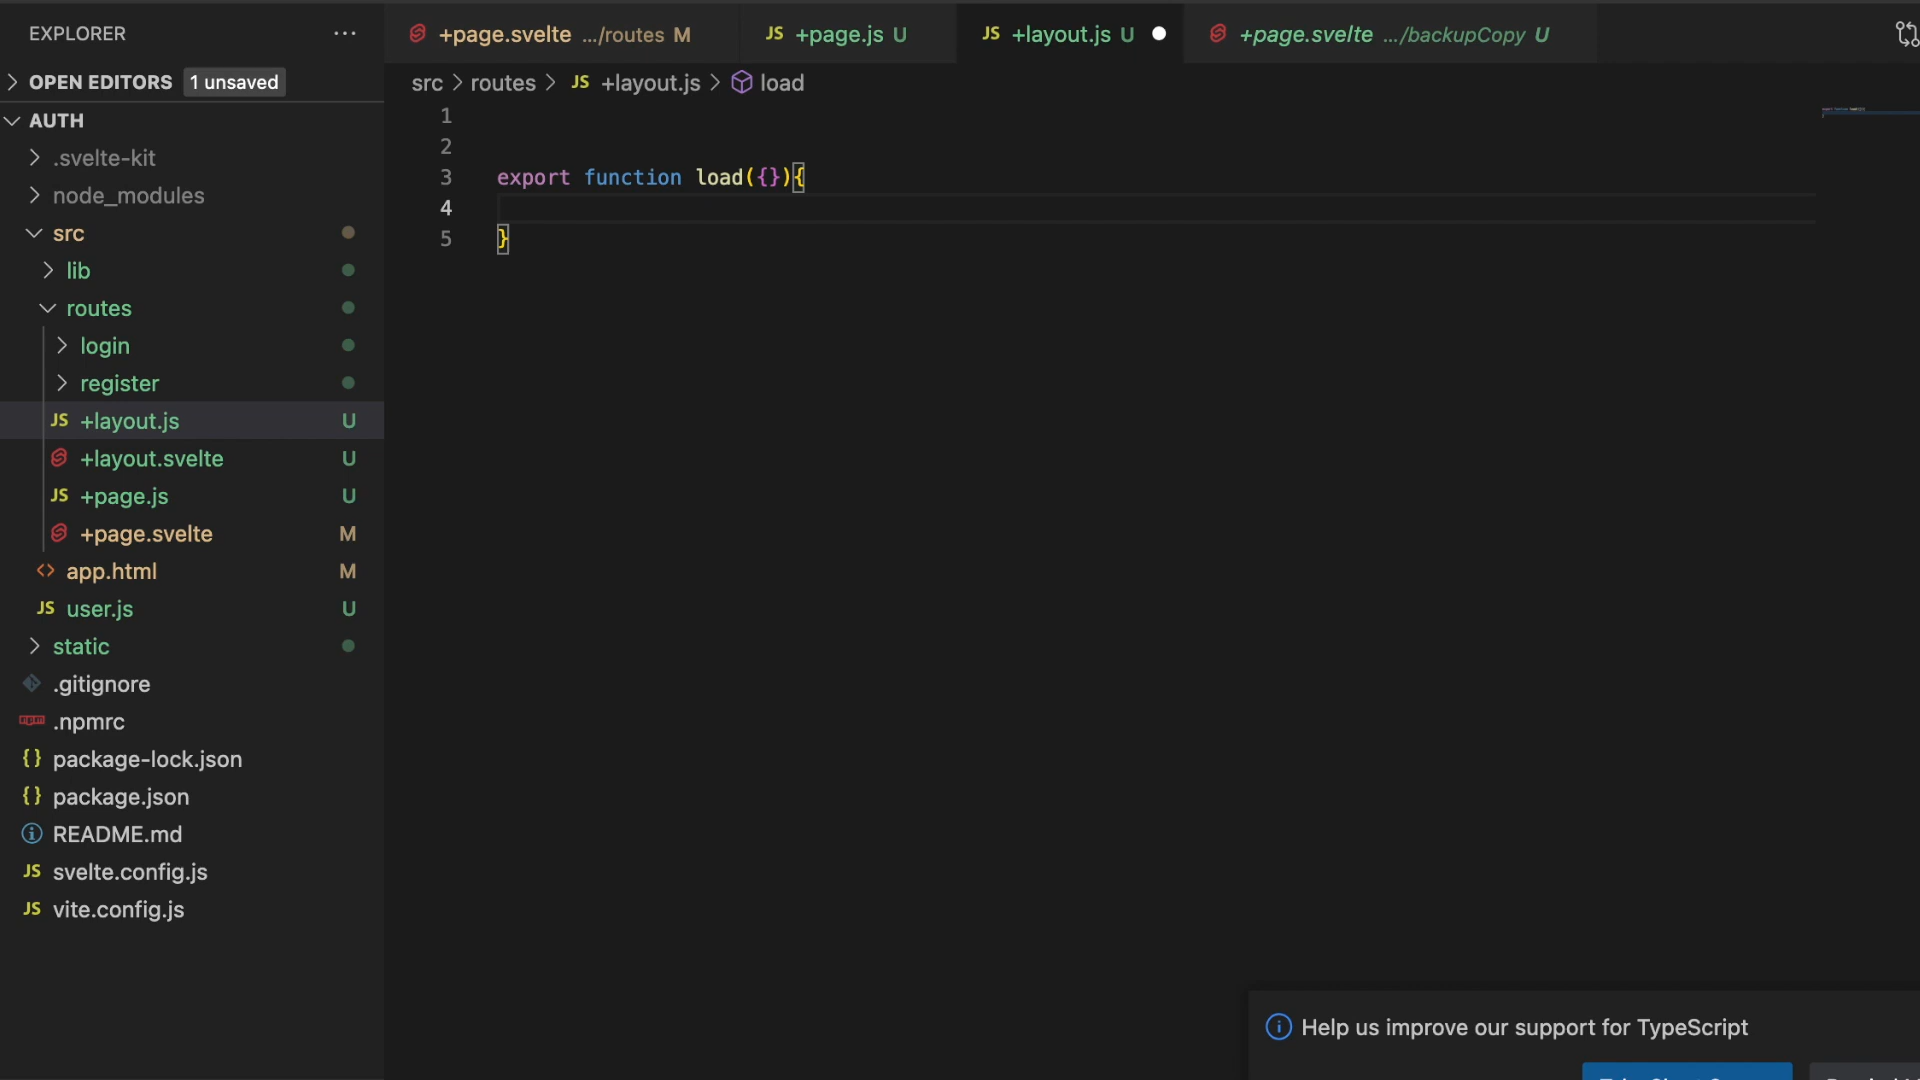 EXPLORER
OPEN EDITORS 1 unsaved
AUTH
.svelte-kit
node_modules
src
lib
routes
login
register
JS +layout.js U
+layout.svelte U
JS +page.js U
+page.svelte M
app.html M
JS user.js U
static
.gitignore
.npmrc
{} package-lock.json
{} package.json
README.md
JS svelte.config.js
JS vite.config.js
+page.svelte .../routes M
JS +page.js U
JS +layout.js U
+page.svelte .../backupCopy U
src > routes > JS +layout.js > load
1
2
3 export function load({}){
4
5 }
Help us improve our support for TypeScript